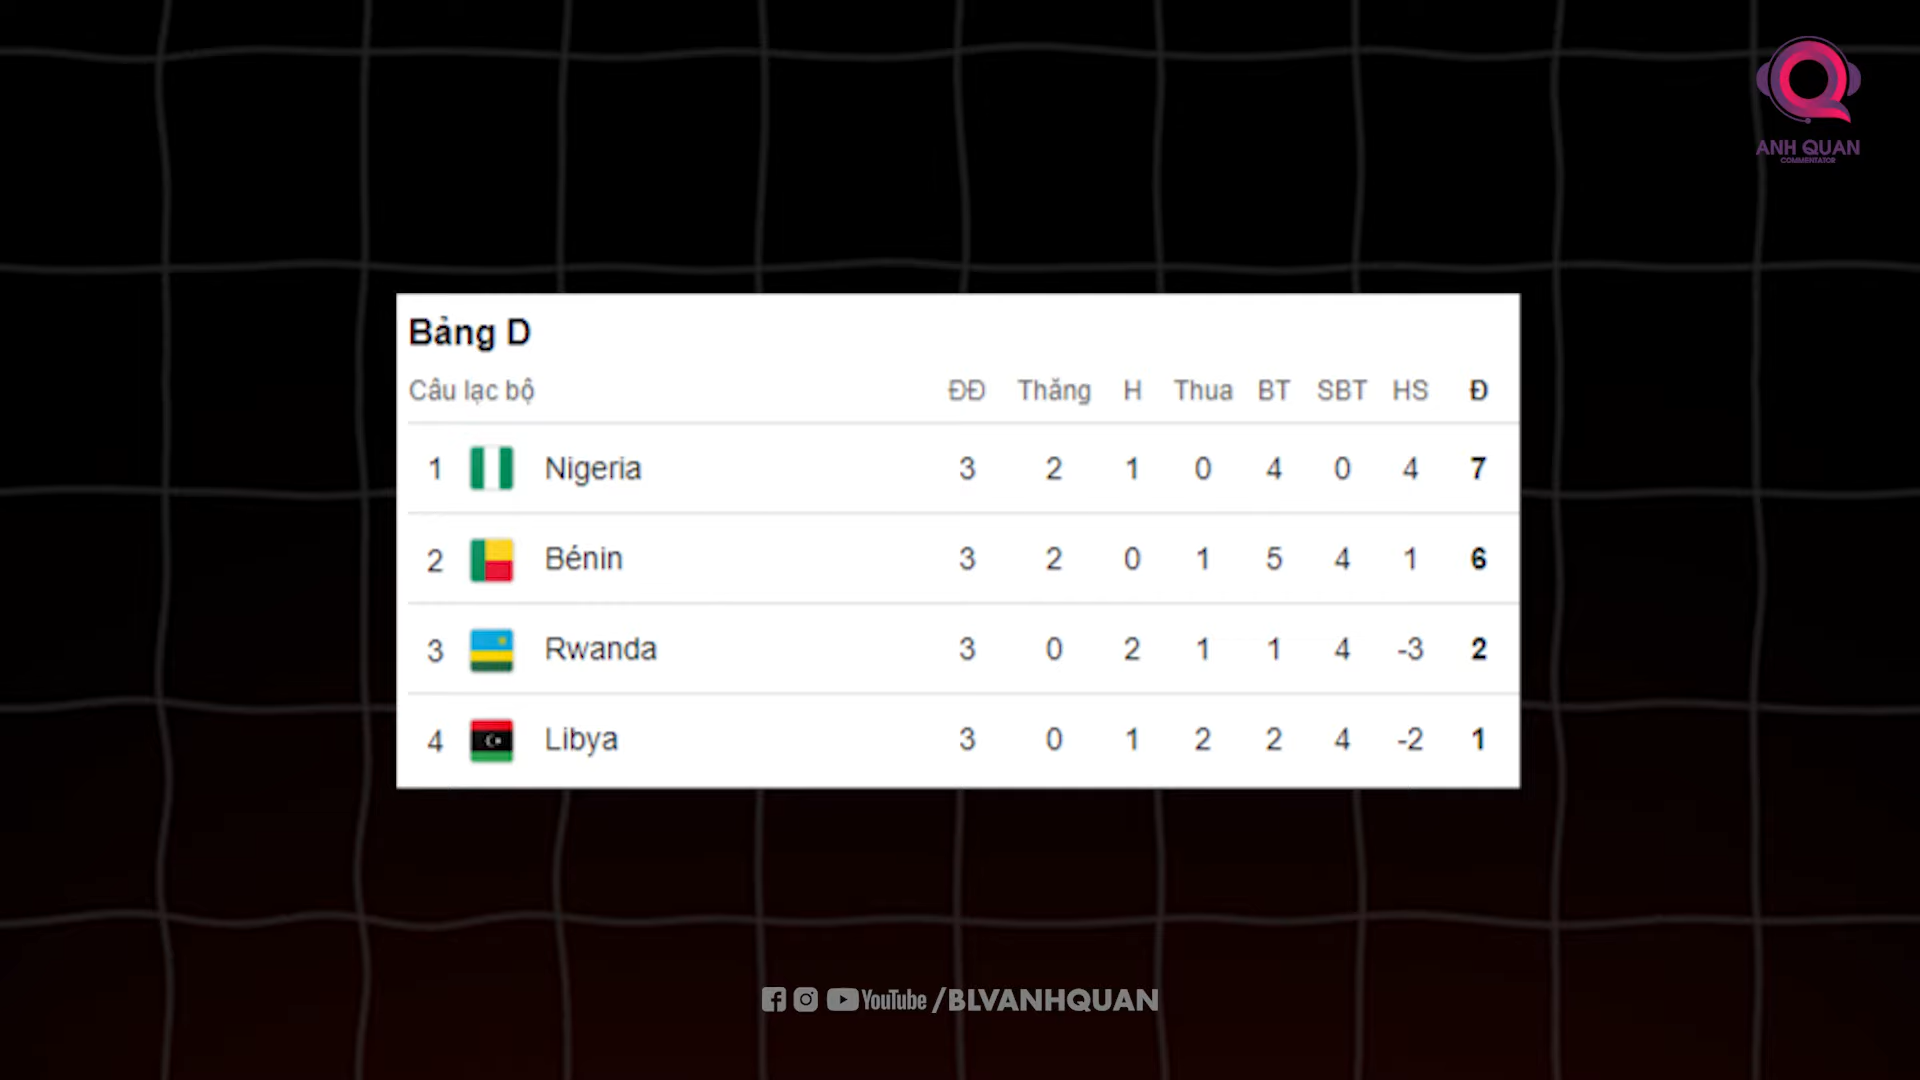 ANH QUAN
COMMENTATOR
Bảng D
Câu lạc bộ ĐĐ Thắng H Thua BT SBT HS Đ
1 Nigeria 3 2 1 0 4 0 4 7
2 Bénin 3 2 0 1 5 4 1 6
3 Rwanda 3 0 2 1 1 4 -3 2
4 Libya 3 0 1 2 2 4 -2 1
YouTube /BLVANHQUAN